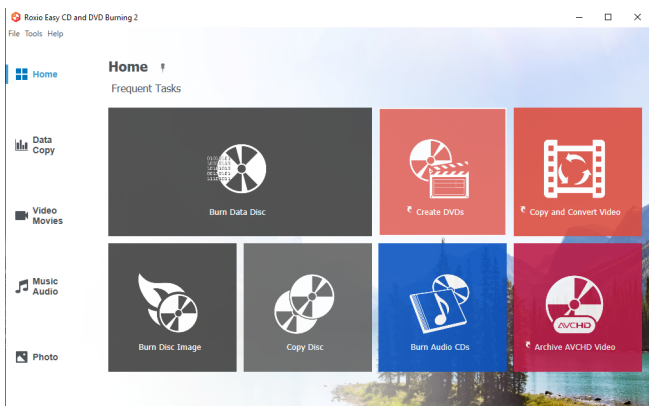 Roxio Easy CD and DVD Burning 2
File Tools Help
Home
Home
Frequent Tasks
Data
Copy
Video
Movies
Music
Audio
Photo
Burn Data Disc
Create DVDs
Copy and Convert Video
Burn Disc Image
Copy Disc
Burn Audio CDs
AVCHD
Archive AVCHD Video